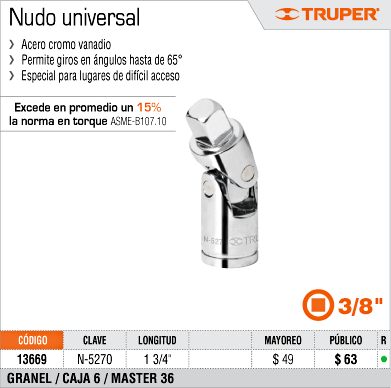 Nudo universal
TRUPER®
❯ Acero cromo vanadio
❯ Permite giros en ángulos hasta de 65°
❯ Especial para lugares de difícil acceso
Excede en promedio un 15%
la norma en torque ASME-B107.10
N-527 TRU
3/8"
CÓDIGO CLAVE LONGITUD MAYOREO PÚBLICO R
13669 N-5270 1 3/4" $ 49 $ 63
GRANEL / CAJA 6 / MASTER 36